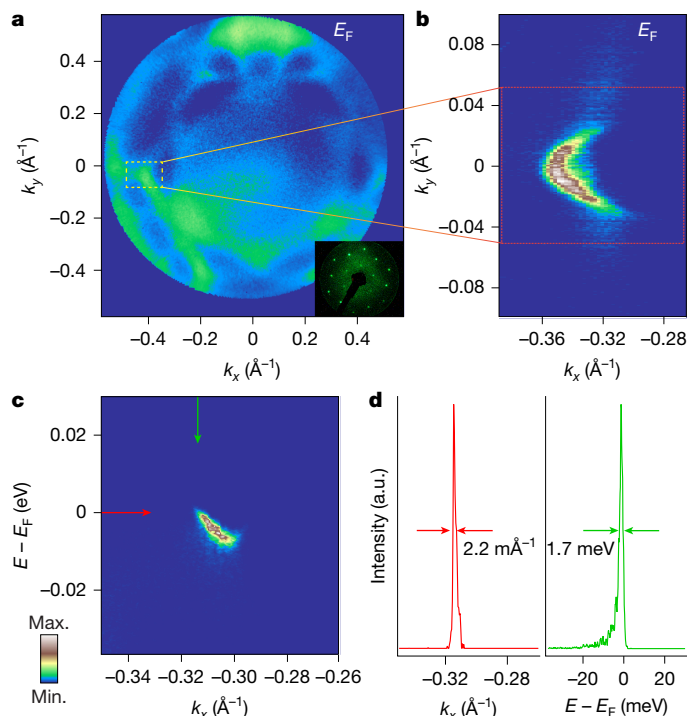 a
E_F
0.4
0.2
0
−0.2
−0.4
k_y (Å⁻¹)
−0.4 −0.2 0 0.2 0.4
k_x (Å⁻¹)
b
E_F
0.08
0.04
0
−0.04
−0.08
k_y (Å⁻¹)
−0.36 −0.32 −0.28
k_x (Å⁻¹)
c
0.02
0
−0.02
E − E_F (eV)
Max.
Min.
−0.34 −0.32 −0.30 −0.28 −0.26
k_x (Å⁻¹)
d
Intensity (a.u.)
2.2 mÅ⁻¹
1.7 meV
−0.32 −0.28
k_x (Å⁻¹)
−20 0 20
E − E_F (meV)